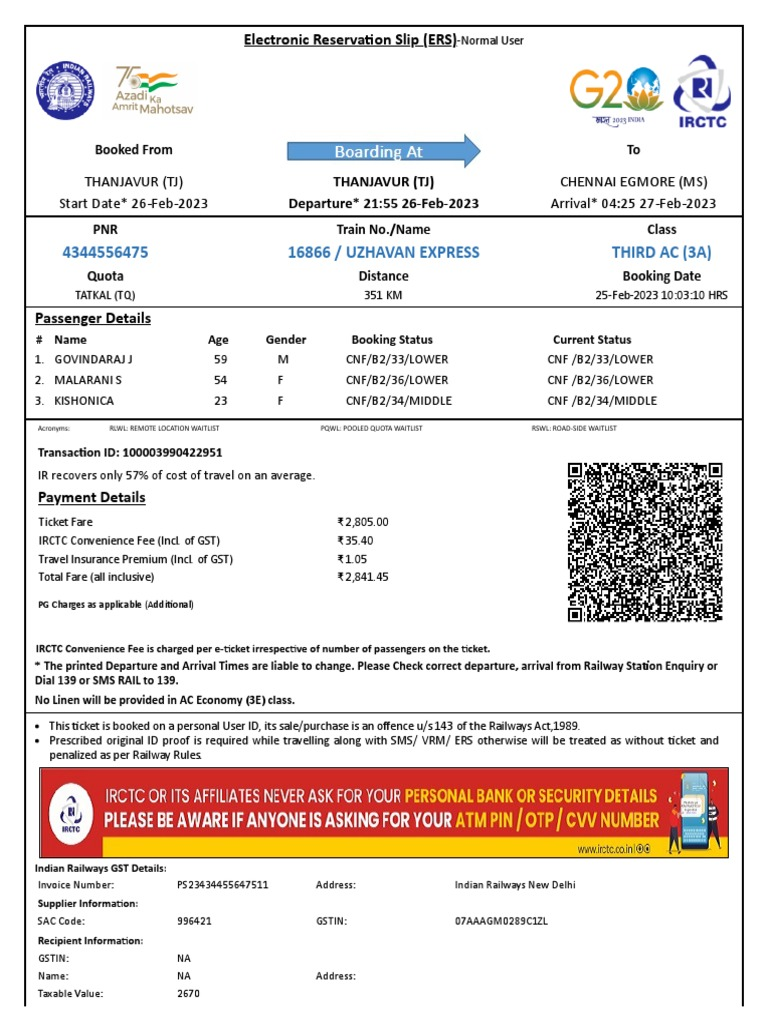 Electronic Reservation Slip (ERS)-Normal User
INDIAN RAILWAYS
75
Azadi Ka
Amrit Mahotsav
G20
भारत 2023 INDIA
IRCTC
Booked From Boarding At To
THANJAVUR (TJ) THANJAVUR (TJ) CHENNAI EGMORE (MS)
Start Date* 26-Feb-2023 Departure* 21:55 26-Feb-2023 Arrival* 04:25 27-Feb-2023
PNR Train No./Name Class
4344556475 16866 / UZHAVAN EXPRESS THIRD AC (3A)
Quota Distance Booking Date
TATKAL (TQ) 351 KM 25-Feb-2023 10:03:10 HRS
Passenger Details
# Name Age Gender Booking Status Current Status
1. GOVINDARAJ J 59 M CNF/B2/33/LOWER CNF /B2/33/LOWER
2. MALARANI S 54 F CNF/B2/36/LOWER CNF /B2/36/LOWER
3. KISHONICA 23 F CNF/B2/34/MIDDLE CNF /B2/34/MIDDLE
Acronyms: RLWL: REMOTE LOCATION WAITLIST PQWL: POOLED QUOTA WAITLIST RSWL: ROAD-SIDE WAITLIST
Transaction ID: 100003990422951
IR recovers only 57% of cost of travel on an average.
Payment Details
Ticket Fare ₹ 2,805.00
IRCTC Convenience Fee (Incl. of GST) ₹ 35.40
Travel Insurance Premium (Incl. of GST) ₹ 1.05
Total Fare (all inclusive) ₹ 2,841.45
PG Charges as applicable (Additional)
IRCTC Convenience Fee is charged per e-ticket irrespective of number of passengers on the ticket.
* The printed Departure and Arrival Times are liable to change. Please Check correct departure, arrival from Railway Station Enquiry or
Dial 139 or SMS RAIL to 139.
No Linen will be provided in AC Economy (3E) class.
• This ticket is booked on a personal User ID, its sale/purchase is an offence u/s 143 of the Railways Act,1989.
• Prescribed original ID proof is required while travelling along with SMS/ VRM/ ERS otherwise will be treated as without ticket and
penalized as per Railway Rules.
IRCTC
IRCTC OR ITS AFFILIATES NEVER ASK FOR YOUR PERSONAL BANK OR SECURITY DETAILS
PLEASE BE AWARE IF ANYONE IS ASKING FOR YOUR ATM PIN / OTP / CVV NUMBER
www.irctc.co.in
Indian Railways GST Details:
Invoice Number: PS23434455647511 Address: Indian Railways New Delhi
Supplier Information:
SAC Code: 996421 GSTIN: 07AAAGM0289C1ZL
Recipient Information:
GSTIN: NA
Name: NA Address:
Taxable Value: 2670